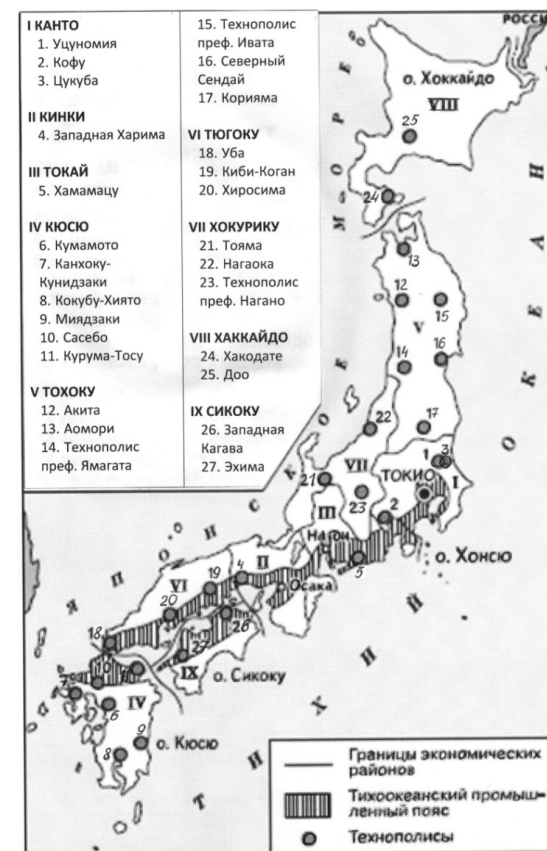 I КАНТО
1. Уцуномия
2. Кофу
3. Цукуба
II КИНКИ
4. Западная Харима
III ТОКАЙ
5. Хамамацу
IV КЮСЮ
6. Кумамото
7. Канхоку-
Кунидзаки
8. Кокубу-Хиято
9. Миядзаки
10. Сасебо
11. Курума-Тосу
V ТОХОКУ
12. Акита
13. Аомори
14. Технополис
преф. Ямагата
15. Технополис
преф. Ивата
16. Северный
Сендай
17. Корияма
VI ТЮГОКУ
18. Уба
19. Киби-Коган
20. Хиросима
VII ХОКУРИКУ
21. Тояма
22. Нагаока
23. Технополис
преф. Нагано
VIII ХАККАЙДО
24. Хакодате
25. Доо
IX СИКОКУ
26. Западная
Кагава
27. Эхима
РОССИ
о. Хоккайдо
VIII
25
24
13
12
15
V
16
14
17
22
1
3
VII
ТОКИО
I
21
23
III
2
5
о. Хонсю
II
4
Осака
19
VI
20
26
18
27
IX
о. Сикоку
10
IV
6
9
8
о. Кюсю
ЯПОНСКОЕ МОРЕ
ТИХИЙ ОКЕАН
Границы экономических
районов
Тихоокеанский промыш-
ленный пояс
Технополисы